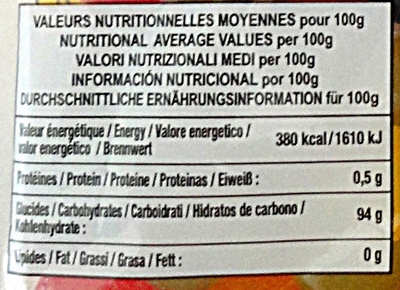 VALEURS NUTRITIONNELLES MOYENNES pour 100g
NUTRITIONAL AVERAGE VALUES per 100g
VALORI NUTRIZIONALI MEDI per 100g
INFORMACIÓN NUTRICIONAL por 100g
DURCHSCHNITTLICHE ERNÄHRUNGSINFORMATION für 100g
Valeur énergétique / Energy / Valore energetico /
valor energético / Brennwert
380 kcal/1610 kJ
Protéines / Protein / Proteine / Proteinas / Eiweiß :
0,5 g
Glucides / Carbohydrates / Carboidrati / Hidratos de carbono /
Kohlenhydrate :
94 g
Lipides / Fat / Grassi / Grasa / Fett :
0 g